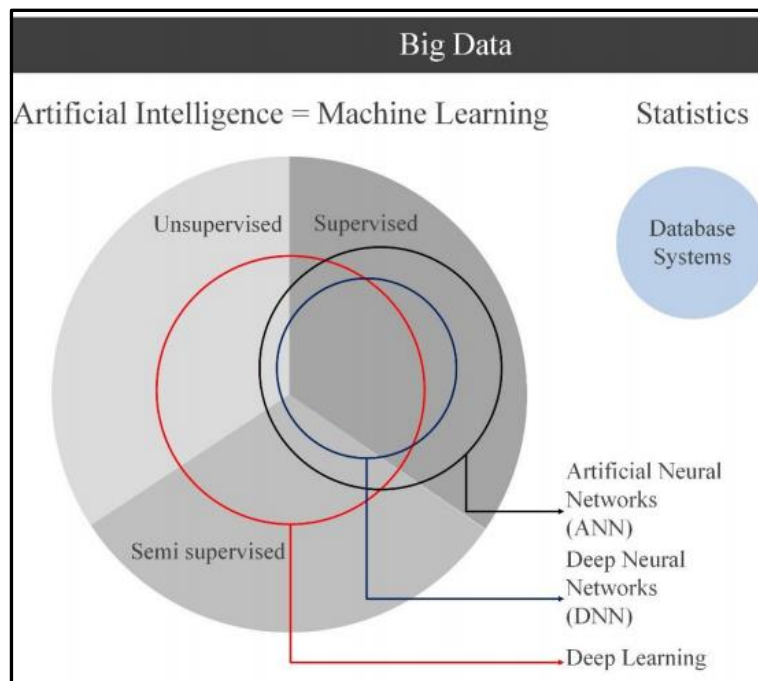 Big Data
Artificial Intelligence = Machine Learning
Statistics
Unsupervised
Supervised
Database
Systems
Semi supervised
Artificial Neural
Networks
(ANN)
Deep Neural
Networks
(DNN)
Deep Learning